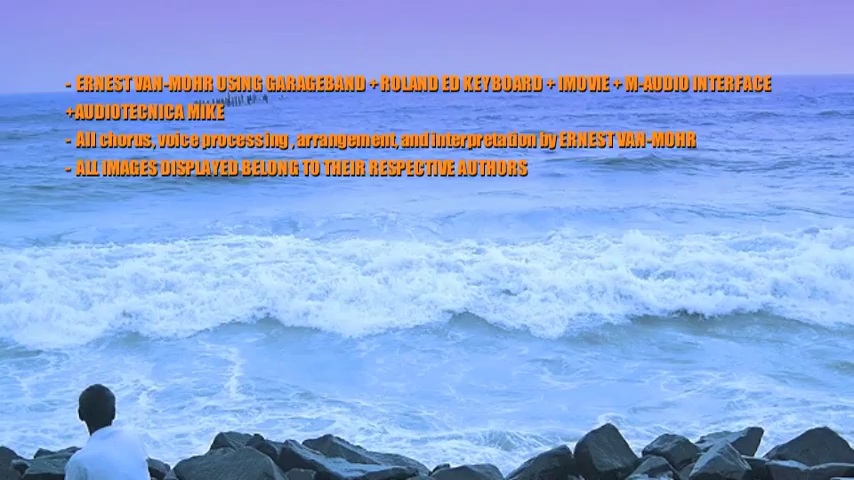 - ERNEST VAN-MOHR USING GARAGEBAND + ROLAND ED KEYBOARD + IMOVIE + M-AUDIO INTERFACE
+AUDIOTECNICA MIKE
- All chorus, voice processing , arrangement, and interpretation by ERNEST VAN-MOHR
- ALL IMAGES DISPLAYED BELONG TO THEIR RESPECTIVE AUTHORS